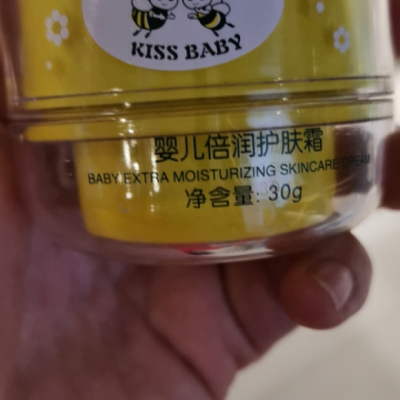 KISS BABY
婴儿倍润护肤霜
BABY EXTRA MOISTURIZING SKINCARE CREAM
净含量: 30g